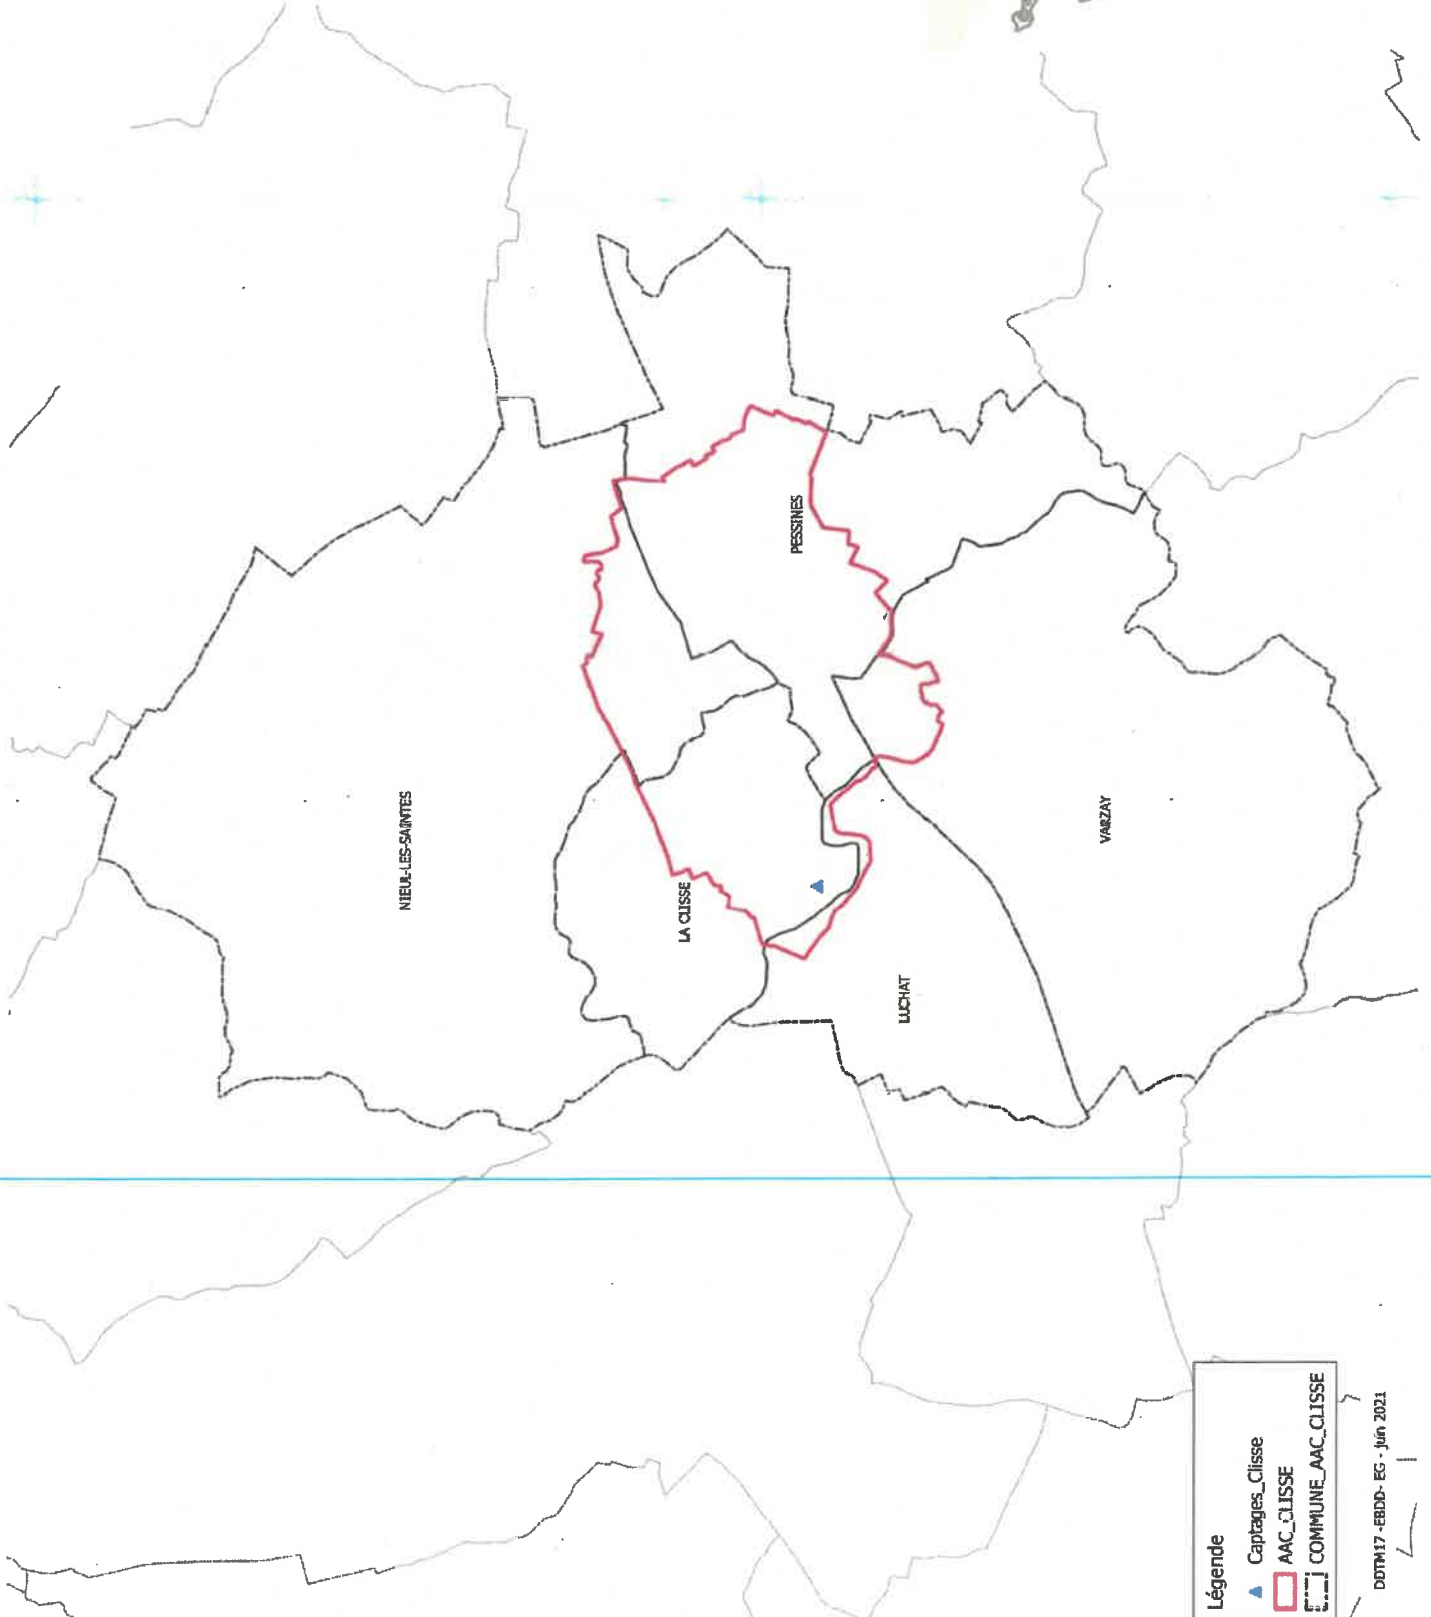 NIEUL-LES-SAINTES
LA CLISSE
PESSINES
LUCHAT
VARZAY
Légende
Captages_Clisse
AAC_CLISSE
COMMUNE_AAC_CLISSE
DDTM17 -EBDD- EG - juin 2021